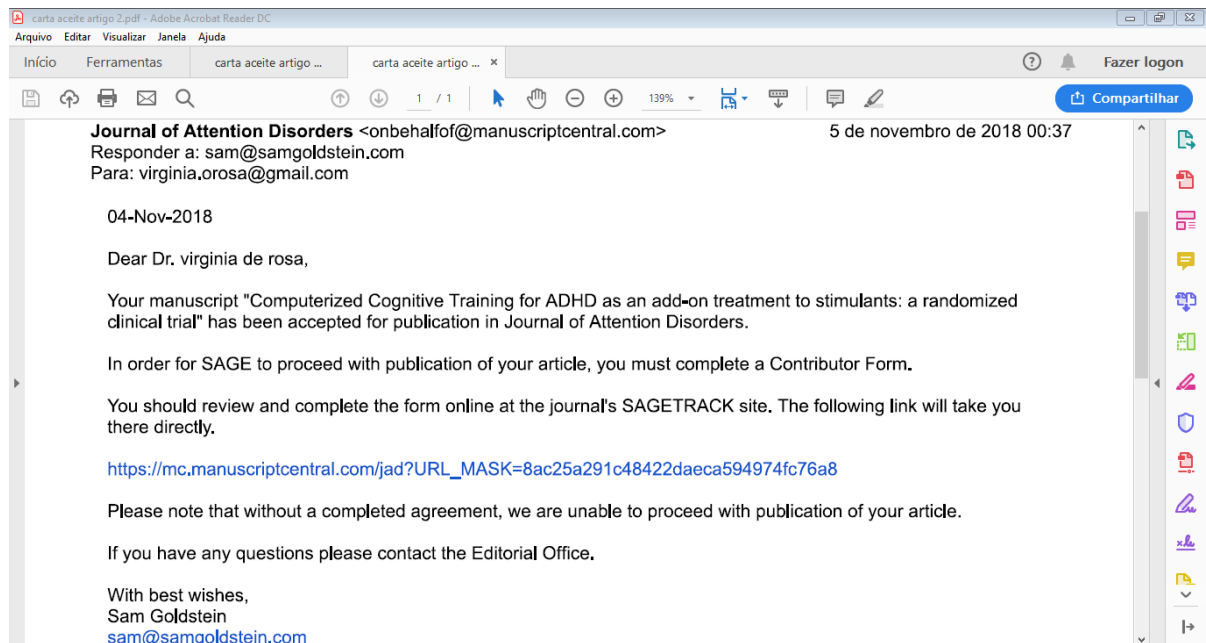 carta aceite artigo 2.pdf - Adobe Acrobat Reader DC
Arquivo Editar Visualizar Janela Ajuda
Início Ferramentas carta aceite artigo ... carta aceite artigo ... × Fazer logon
1 / 1 139% Compartilhar
Journal of Attention Disorders <onbehalfof@manuscriptcentral.com> 5 de novembro de 2018 00:37
Responder a: sam@samgoldstein.com
Para: virginia.orosa@gmail.com
04-Nov-2018
Dear Dr. virginia de rosa,
Your manuscript "Computerized Cognitive Training for ADHD as an add-on treatment to stimulants: a randomized
clinical trial" has been accepted for publication in Journal of Attention Disorders.
In order for SAGE to proceed with publication of your article, you must complete a Contributor Form.
You should review and complete the form online at the journal's SAGETRACK site. The following link will take you
there directly.
https://mc.manuscriptcentral.com/jad?URL_MASK=8ac25a291c48422daeca594974fc76a8
Please note that without a completed agreement, we are unable to proceed with publication of your article.
If you have any questions please contact the Editorial Office.
With best wishes,
Sam Goldstein
sam@samgoldstein.com